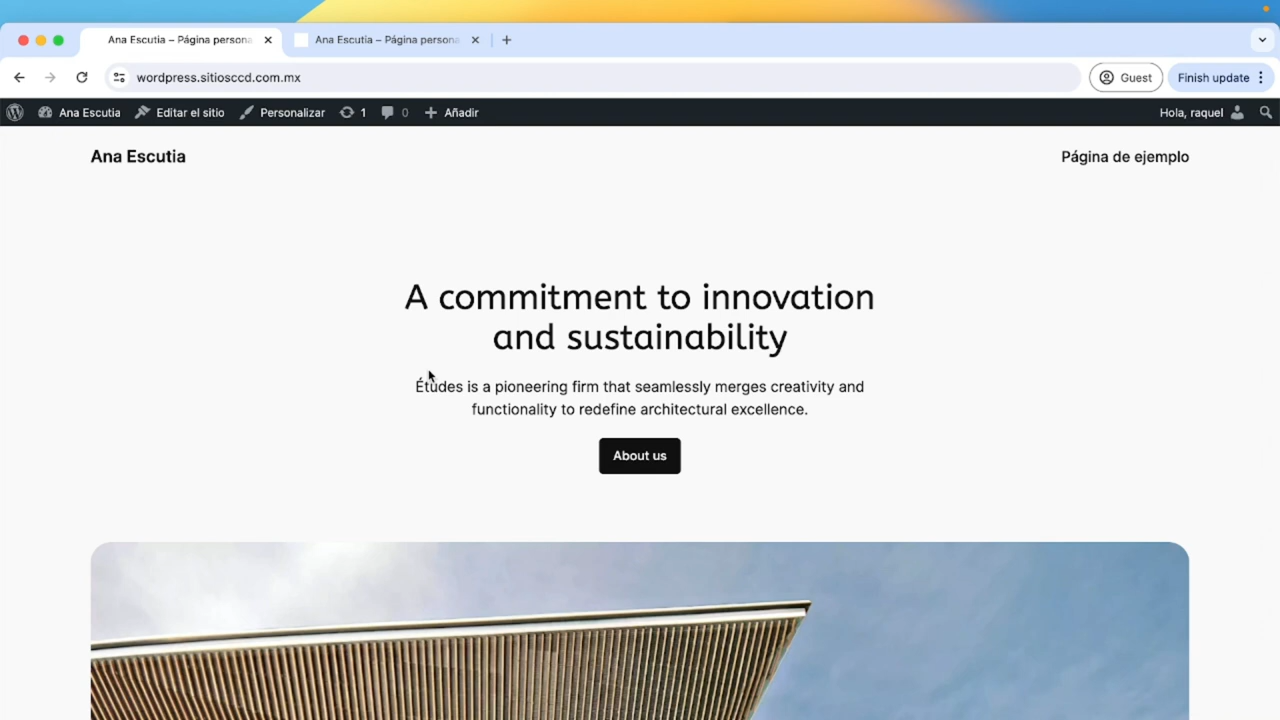 Ana Escutia – Página persona
Ana Escutia – Página persona
wordpress.sitiosccd.com.mx
Guest
Finish update
Ana Escutia
Editar el sitio
Personalizar
1
0
Añadir
Hola, raquel
Ana Escutia
Página de ejemplo
A commitment to innovation
and sustainability
Études is a pioneering firm that seamlessly merges creativity and
functionality to redefine architectural excellence.
About us